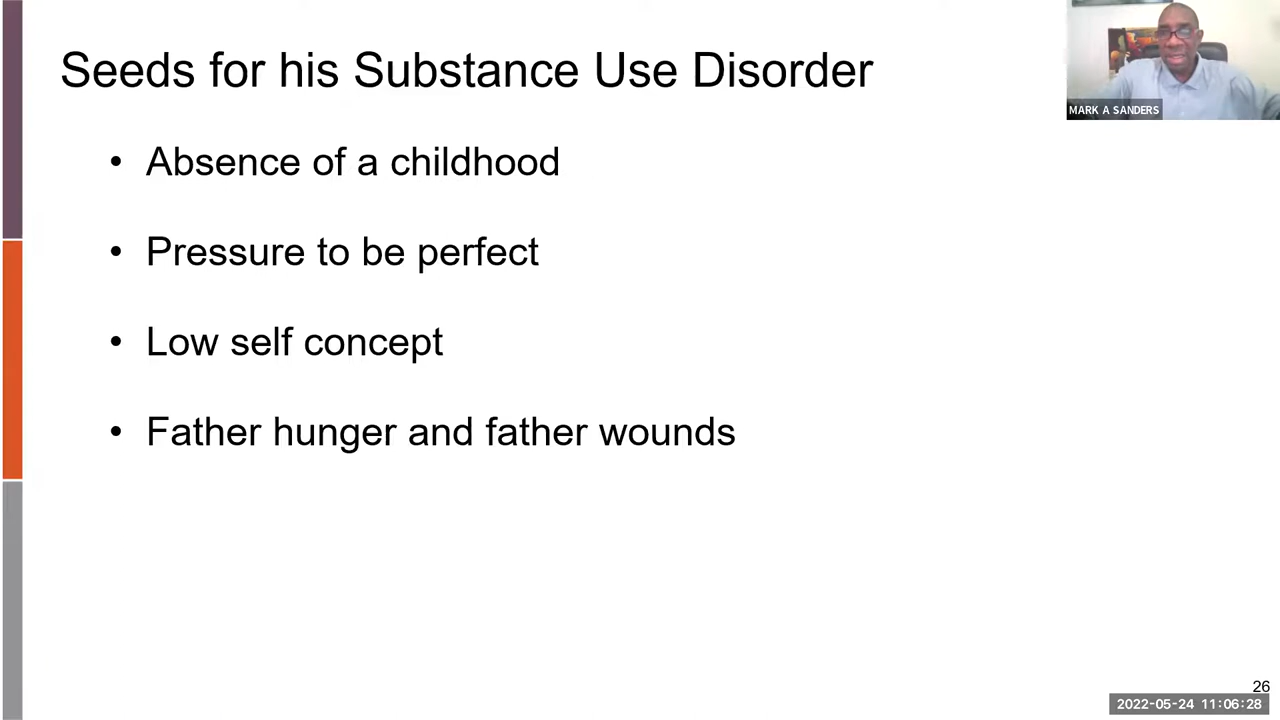 Seeds for his Substance Use Disorder
MARK A SANDERS
• Absence of a childhood
• Pressure to be perfect
• Low self concept
• Father hunger and father wounds
26
2022-05-24 11:06:28